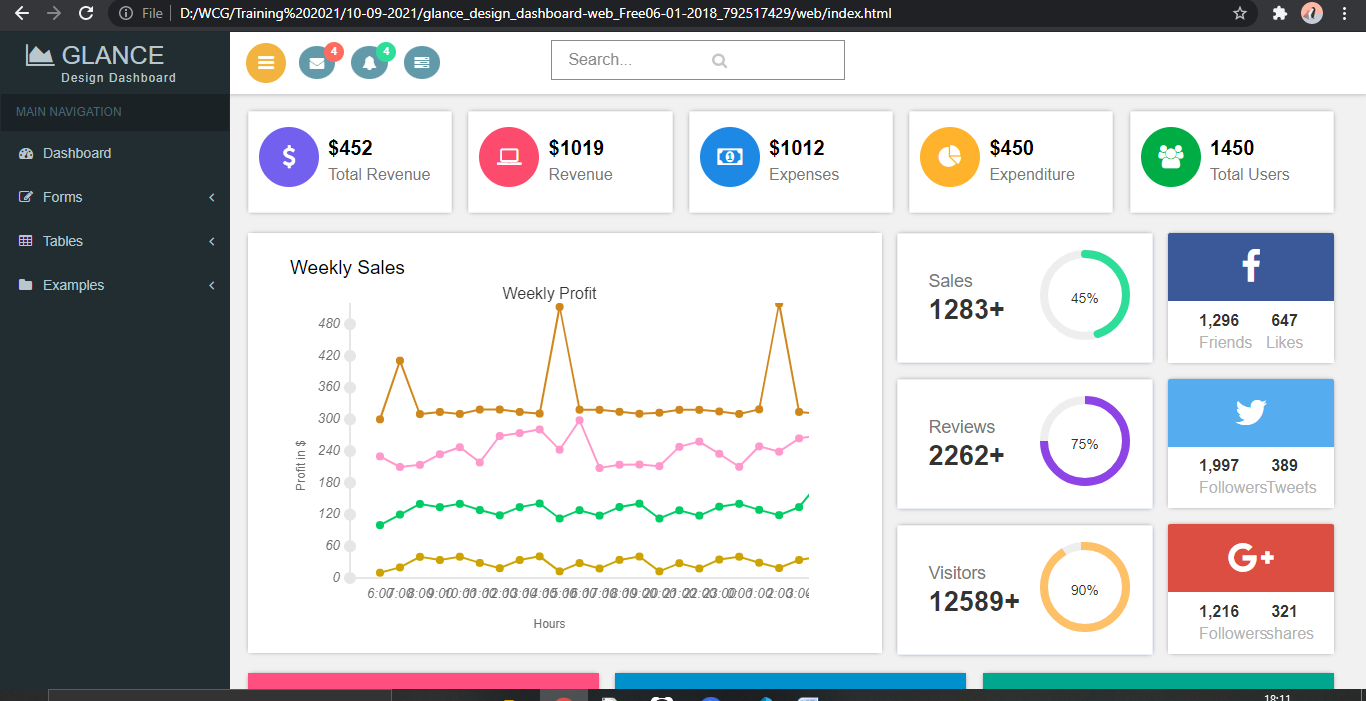 File
D:/WCG/Training%202021/10-09-2021/glance_design_dashboard-web_Free06-01-2018_792517429/web/index.html
GLANCE
Design Dashboard
4
4
Search...
MAIN NAVIGATION
Dashboard
Forms
Tables
Examples
$452
Total Revenue
$1019
Revenue
$1012
Expenses
$450
Expenditure
1450
Total Users
Weekly Sales
Weekly Profit
480
420
360
300
240
180
120
60
0
Profit in $
6:00
7:00
Hours
Sales
1283+
45%
Reviews
2262+
75%
Visitors
12589+
90%
1,296 647
Friends Likes
1,997 389
Followers Tweets
G+
1,216 321
Followers shares
18:11